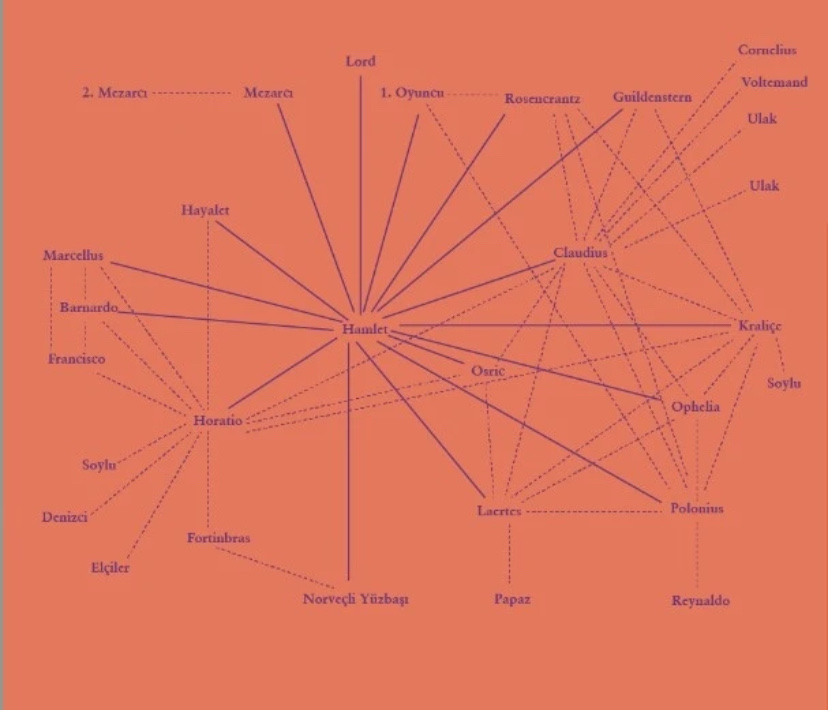 Cornelius
Lord
Voltemand
2. Mezarcı
Mezarcı
1. Oyuncu
Rosencrantz
Guildenstern
Ulak
Ulak
Hayalet
Marcellus
Claudius
Barnardo
Hamlet
Kraliçe
Francisco
Osric
Soylu
Ophelia
Horatio
Soylu
Laertes
Polonius
Denizci
Fortinbras
Elçiler
Norveçli Yüzbaşı
Papaz
Reynaldo